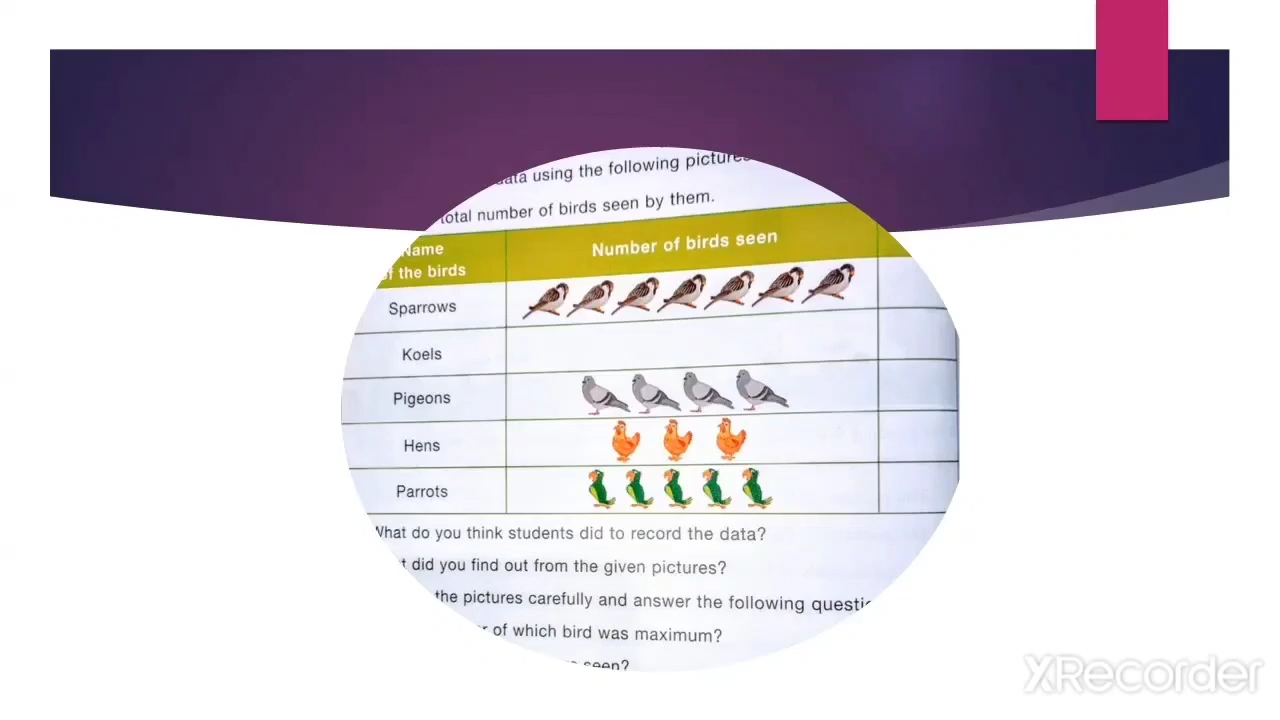 data using the following pictures
total number of birds seen by them.
Name of the birds
Number of birds seen
Sparrows
Koels
Pigeons
Hens
Parrots
What do you think students did to record the data?
did you find out from the given pictures?
the pictures carefully and answer the following
of which bird was maximum?
seen?
XRecorder